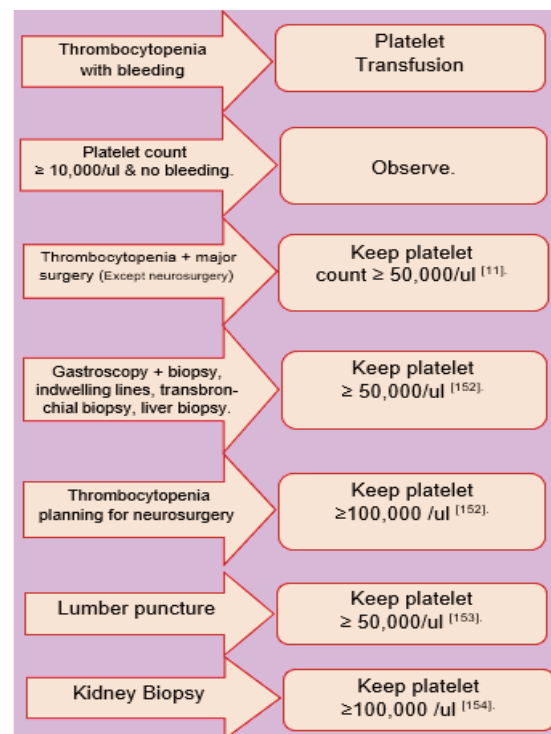 Thrombocytopenia
with bleeding
Platelet
Transfusion
Platelet count
≥ 10,000/ul & no bleeding.
Observe.
Thrombocytopenia + major
surgery (Except neurosurgery)
Keep platelet
count ≥ 50,000/ul [11].
Gastroscopy + biopsy,
indwelling lines, transbron-
chial biopsy, liver biopsy.
Keep platelet
≥ 50,000/ul [152].
Thrombocytopenia
planning for neurosurgery
Keep platelet
≥100,000 /ul [152].
Lumber puncture
Keep platelet
≥ 50,000/ul [153].
Kidney Biopsy
Keep platelet
≥100,000 /ul [154].